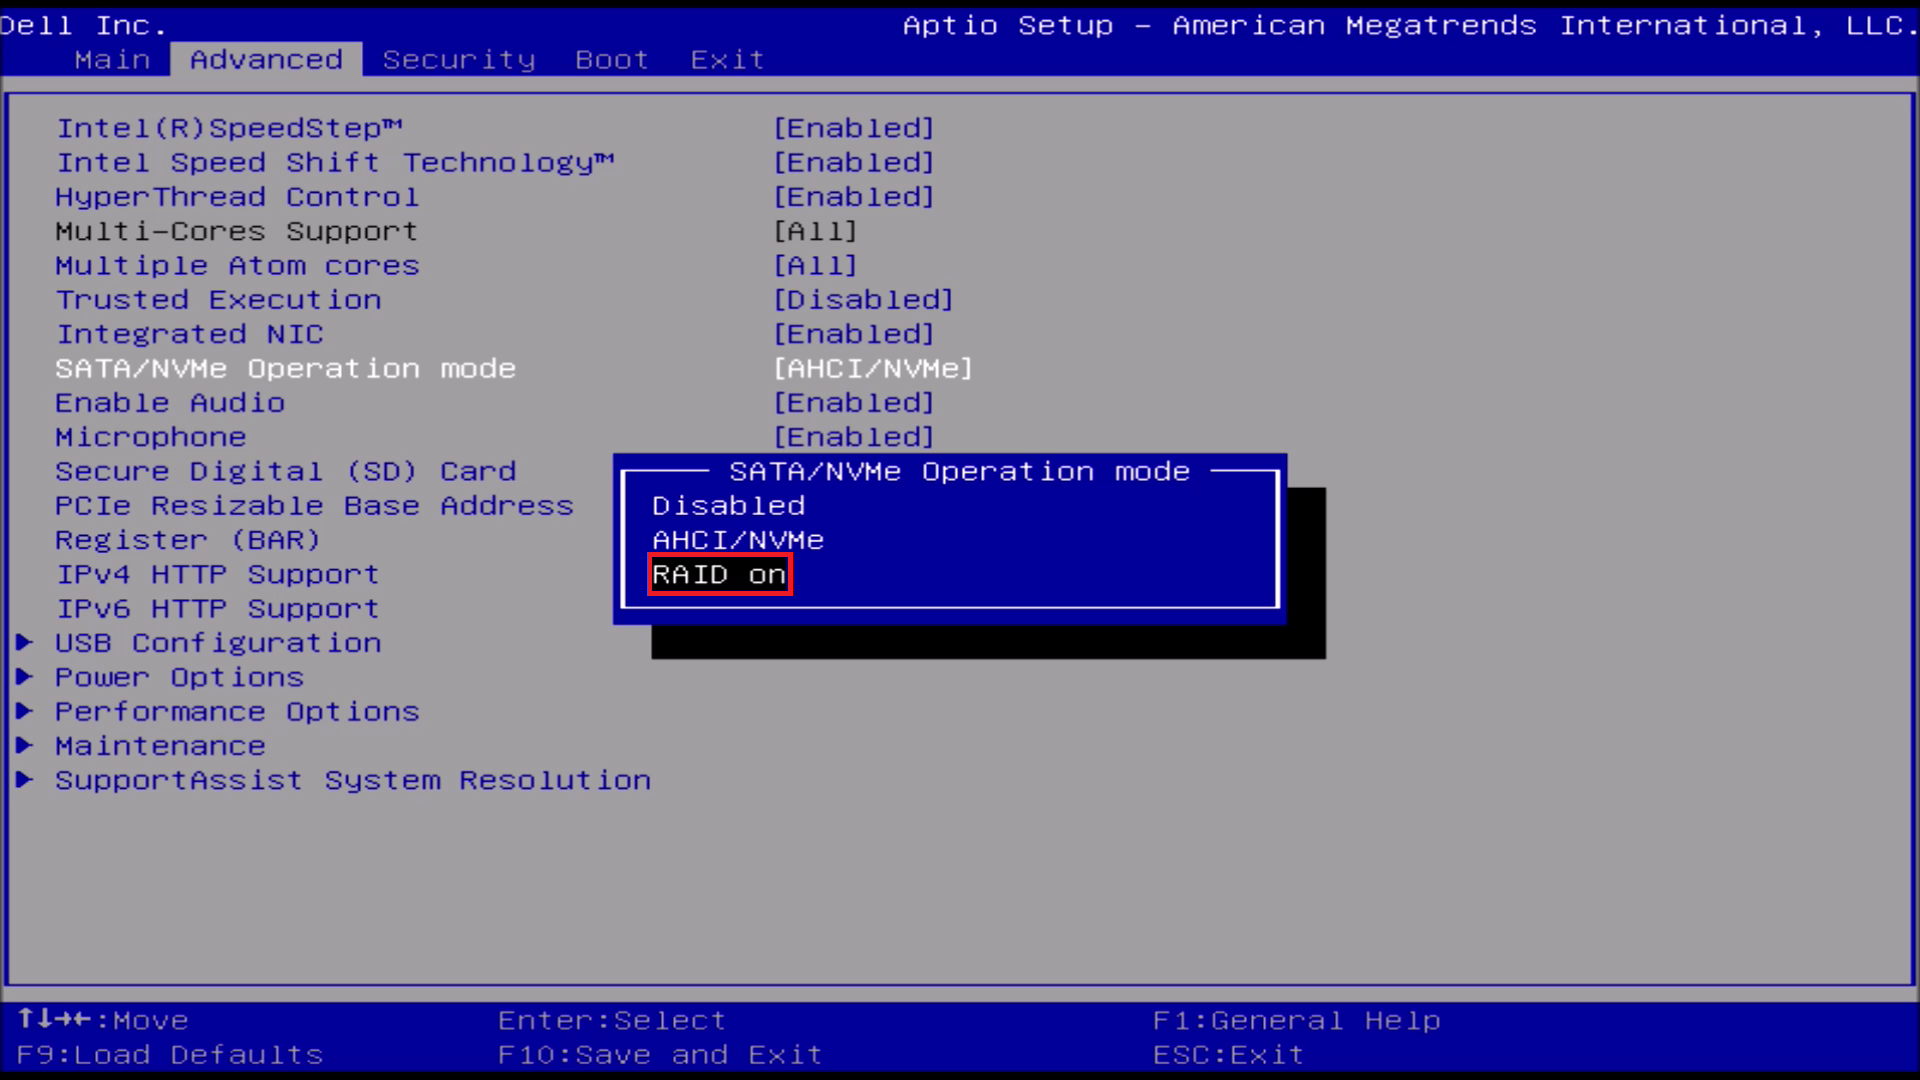 Dell Inc. Aptio Setup - American Megatrends International, LLC.
Main Advanced Security Boot Exit
Intel(R)SpeedStep™ [Enabled]
Intel Speed Shift Technology™ [Enabled]
HyperThread Control [Enabled]
Multi-Cores Support [All]
Multiple Atom cores [All]
Trusted Execution [Disabled]
Integrated NIC [Enabled]
SATA/NVMe Operation mode [AHCI/NVMe]
Enable Audio [Enabled]
Microphone [Enabled]
Secure Digital (SD) Card
PCIe Resizable Base Address
Register (BAR)
IPv4 HTTP Support
IPv6 HTTP Support
USB Configuration
Power Options
Performance Options
Maintenance
SupportAssist System Resolution
SATA/NVMe Operation mode
Disabled
AHCI/NVMe
RAID on
↑↓→←:Move Enter:Select F1:General Help
F9:Load Defaults F10:Save and Exit ESC:Exit